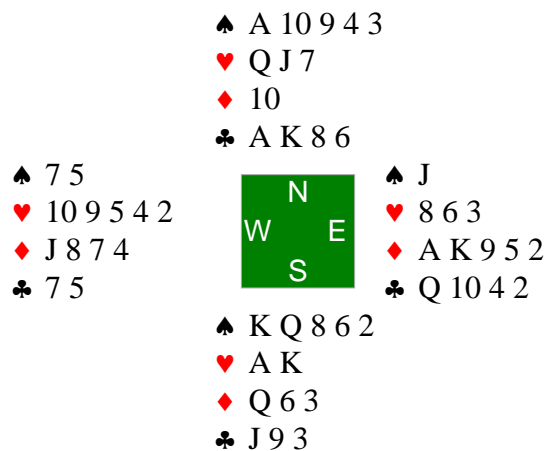 ♠ A 10 9 4 3
♥ Q J 7
♦ 10
♣ A K 8 6
♠ 7 5
♥ 10 9 5 4 2
♦ J 8 7 4
♣ 7 5
N
W E
S
♠ J
♥ 8 6 3
♦ A K 9 5 2
♣ Q 10 4 2
♠ K Q 8 6 2
♥ A K
♦ Q 6 3
♣ J 9 3